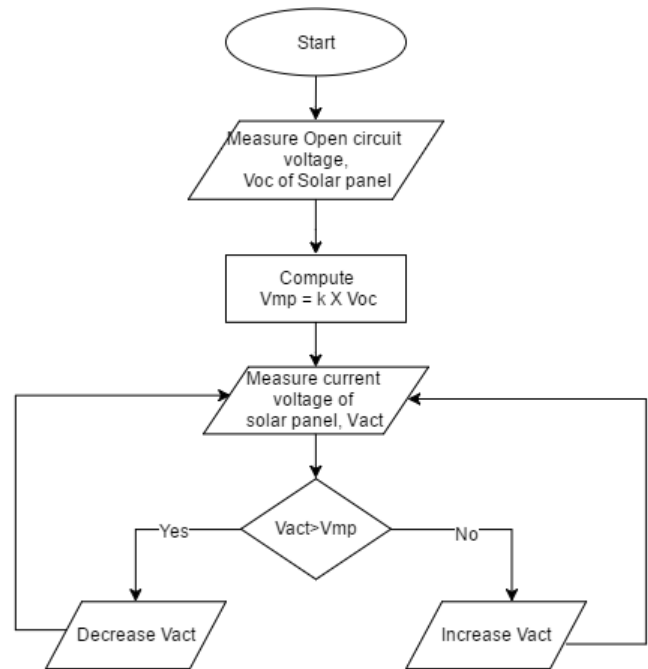 Start
Measure Open circuit
voltage,
Voc of Solar panel
Compute
Vmp = k X Voc
Measure current
voltage of
solar panel, Vact
Vact>Vmp
Yes
No
Decrease Vact
Increase Vact